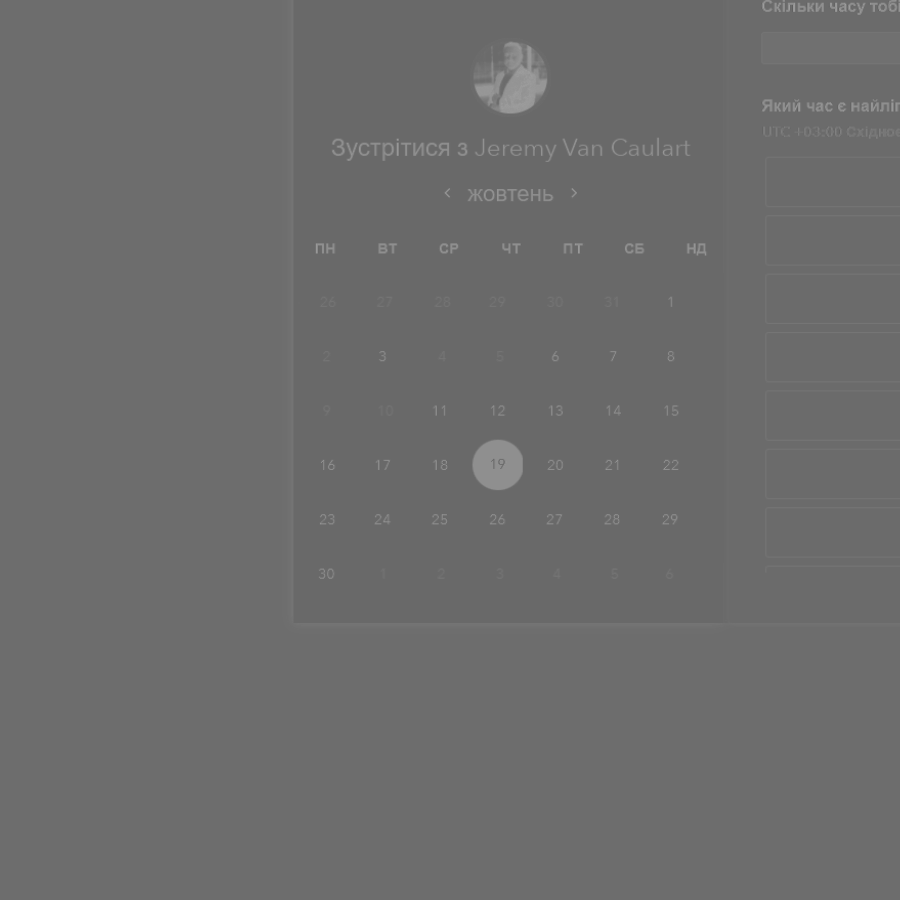 Скільки часу тобі
Який час є найліп
UTC +03:00 Східноє
Зустрітися з Jeremy Van Caulart
жовтень
ПН ВТ СР ЧТ ПТ СБ НД
26 27 28 29 30 31 1
2 3 4 5 6 7 8
9 10 11 12 13 14 15
16 17 18 19 20 21 22
23 24 25 26 27 28 29
30 1 2 3 4 5 6